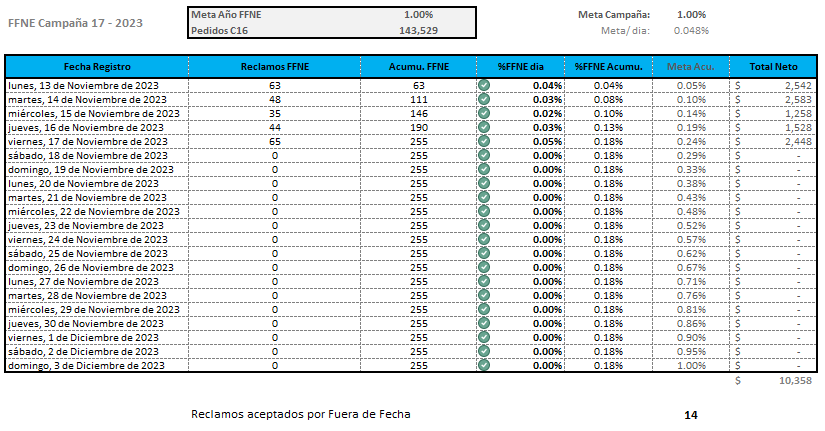 FFNE Campaña 17 - 2023
Meta Año FFNE 1.00% Meta Campaña: 1.00%
Pedidos C16 143,529 Meta/ dia: 0.048%
Fecha Registro Reclamos FFNE Acumu. FFNE %FFNE dia %FFNE Acumu. Meta Acu. Total Neto
lunes, 13 de Noviembre de 2023 63 63 0.04% 0.04% 0.05% $ 2,542
martes, 14 de Noviembre de 2023 48 111 0.03% 0.08% 0.10% $ 2,583
miércoles, 15 de Noviembre de 2023 35 146 0.02% 0.10% 0.14% $ 1,258
jueves, 16 de Noviembre de 2023 44 190 0.03% 0.13% 0.19% $ 1,528
viernes, 17 de Noviembre de 2023 65 255 0.05% 0.18% 0.24% $ 2,448
sábado, 18 de Noviembre de 2023 0 255 0.00% 0.18% 0.29% $ -
domingo, 19 de Noviembre de 2023 0 255 0.00% 0.18% 0.33% $ -
lunes, 20 de Noviembre de 2023 0 255 0.00% 0.18% 0.38% $ -
martes, 21 de Noviembre de 2023 0 255 0.00% 0.18% 0.43% $ -
miércoles, 22 de Noviembre de 2023 0 255 0.00% 0.18% 0.48% $ -
jueves, 23 de Noviembre de 2023 0 255 0.00% 0.18% 0.52% $ -
viernes, 24 de Noviembre de 2023 0 255 0.00% 0.18% 0.57% $ -
sábado, 25 de Noviembre de 2023 0 255 0.00% 0.18% 0.62% $ -
domingo, 26 de Noviembre de 2023 0 255 0.00% 0.18% 0.67% $ -
lunes, 27 de Noviembre de 2023 0 255 0.00% 0.18% 0.71% $ -
martes, 28 de Noviembre de 2023 0 255 0.00% 0.18% 0.76% $ -
miércoles, 29 de Noviembre de 2023 0 255 0.00% 0.18% 0.81% $ -
jueves, 30 de Noviembre de 2023 0 255 0.00% 0.18% 0.86% $ -
viernes, 1 de Diciembre de 2023 0 255 0.00% 0.18% 0.90% $ -
sábado, 2 de Diciembre de 2023 0 255 0.00% 0.18% 0.95% $ -
domingo, 3 de Diciembre de 2023 0 255 0.00% 0.18% 1.00% $ -
$ 10,358
Reclamos aceptados por Fuera de Fecha 14